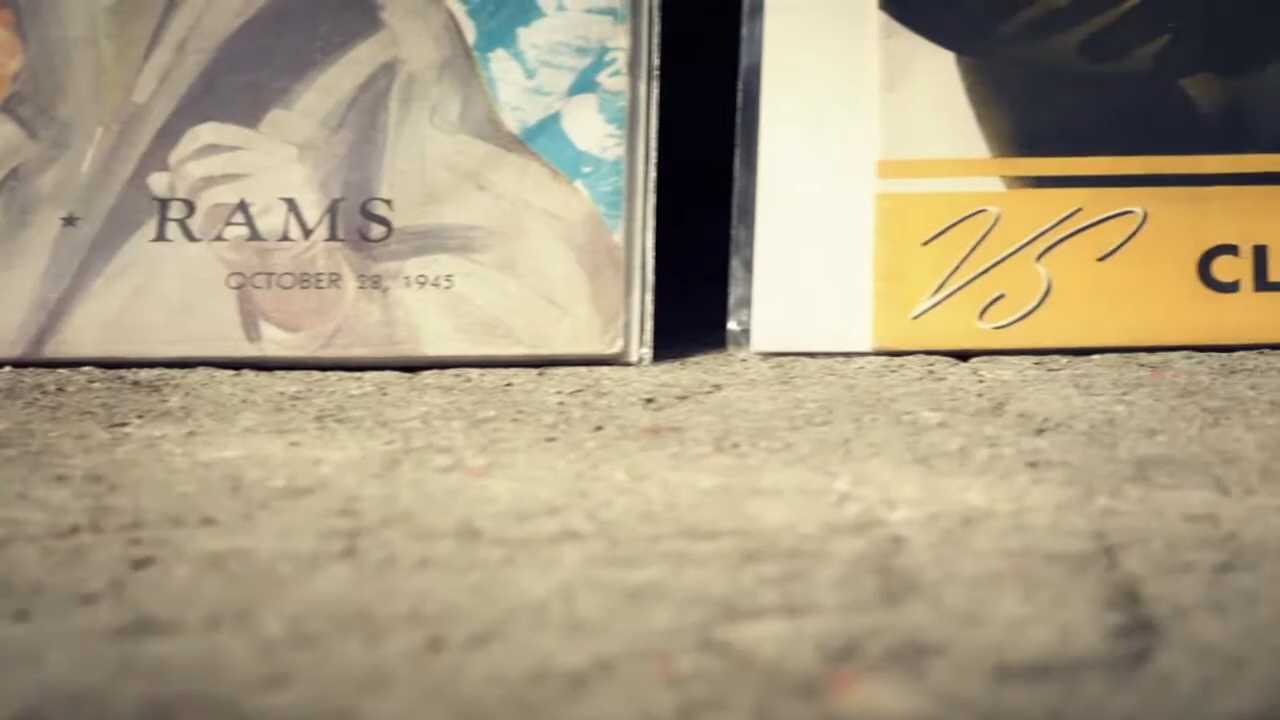 ★ RAMS
OCTOBER 28, 1945
VS CL